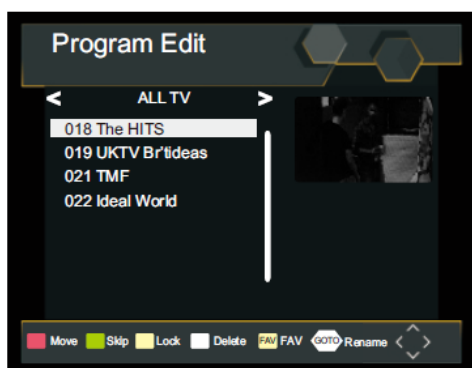 Program Edit
< ALL TV >
018 The HITS
019 UKTV Br'tideas
021 TMF
022 Ideal World
Move Skip Lock Delete FAV FAV GOTO Rename